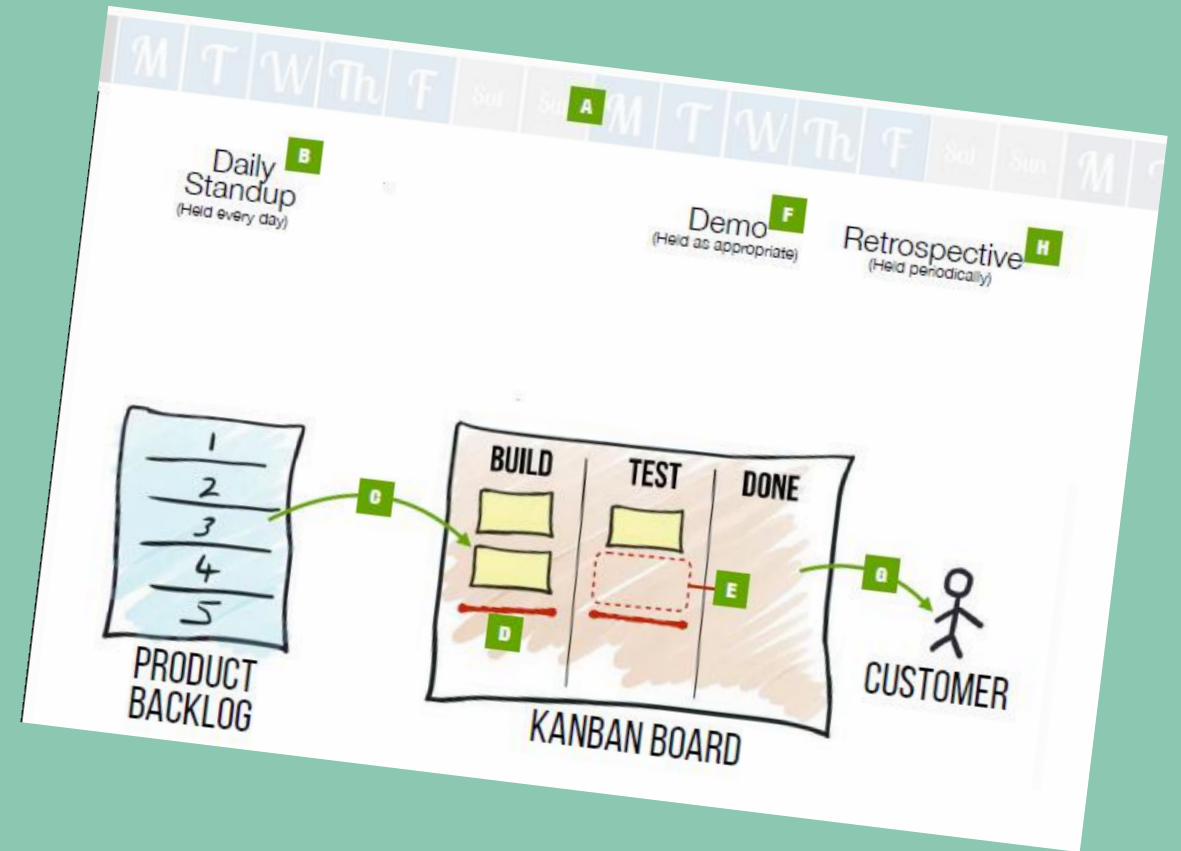 M T W Th F Sat Sun A M T W Th F Sat Sun M T
Daily B
Standup
(Held every day)
Demo F
(Held as appropriate)
Retrospective H
(Held periodically)
1
2
3
4
5
C
PRODUCT
BACKLOG
BUILD TEST DONE
D
E
KANBAN BOARD
G
CUSTOMER